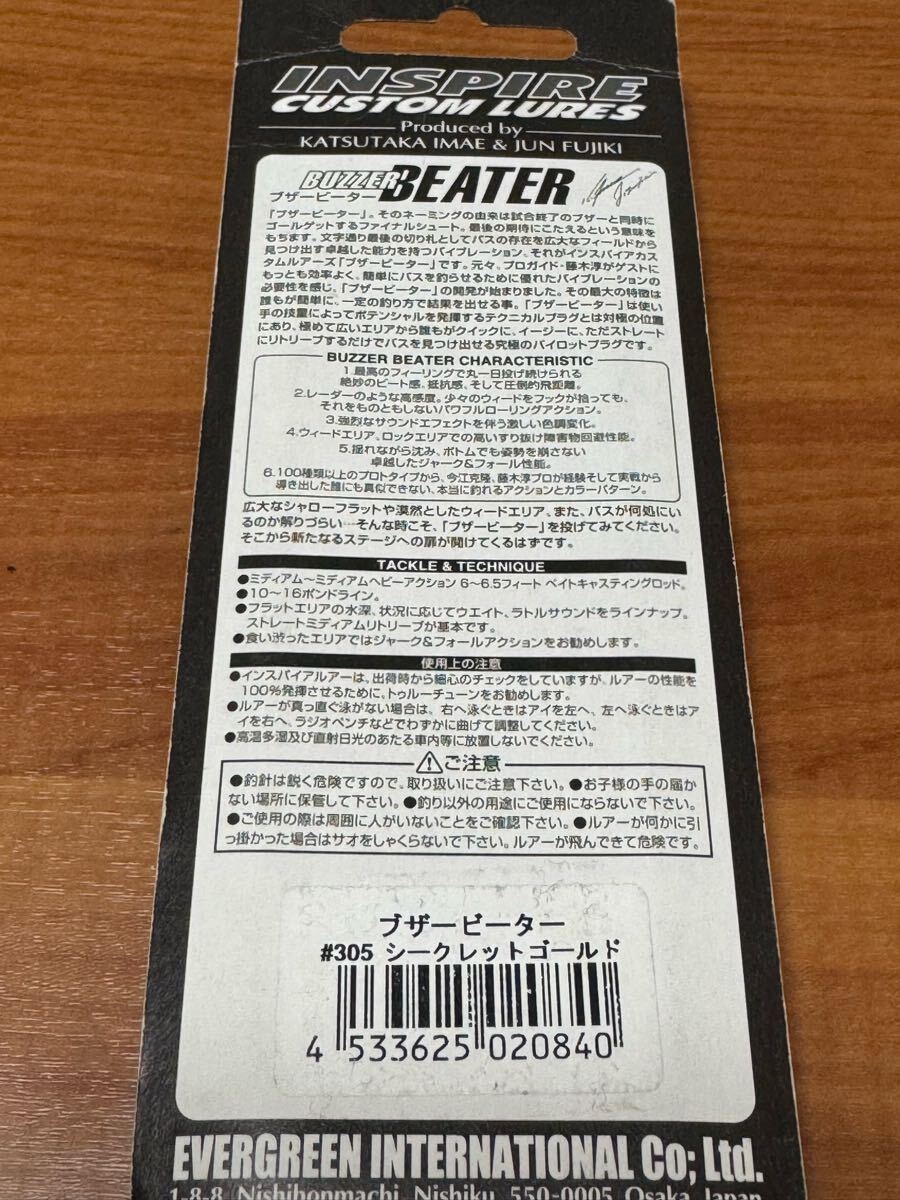 INSPIRE
CUSTOM LURES
Produced by
KATSUTAKA IMAE & JUN FUJIKI
BUZZER BEATER
ブザービーター
「ブザービーター」。そのネーミングの由来は試合終了のブザーと同時に
ゴールゲットするファイナルシュート。最後の期待にこたえるという意味を
もちます。文字通り最後の切り札としてバスの存在を広大なフィールドから
見つけ出す卓越した能力を持つバイブレーション。それがインスパイアカス
タムルアーズ「ブザービーター」です。元々、プロガイド・藤木淳がゲストに
もっとも効率よく、簡単にバスを釣らせるために優れたバイブレーションの
必要性を感じ、「ブザービーター」の開発が始まりました。その最大の特徴は
誰もが簡単に、一定の釣り方で結果を出せる事。「ブザービーター」は使い
手の技量によってポテンシャルを発揮するテクニカルプラグとは対極の位置
にあり、極めて広いエリアから誰もがクイックに、イージーに、ただストレート
にリトリーブするだけでバスを見つけ出せる究極のパイロットプラグです。
BUZZER BEATER CHARACTERISTIC
1.最高のフィーリングで丸一日投げ続けられる
絶妙のビート感。抵抗感、そして圧倒的飛距離。
2.レーダーのような高感度。少々のウィードをフックが拾っても、
それをものともしないパワフルローリングアクション。
3.強烈なサウンドエフェクトを伴う激しい色調変化。
4.ウィードエリア、ロックエリアでの高いすり抜け障害物回避性能。
5.揺れながら沈み、ボトムでも姿勢を崩さない
卓越したジャーク&フォール性能。
6.100種類以上のプロトタイプから、今江克隆、藤木淳プロが経験そして実戦から
導き出した誰にも真似できない、本当に釣れるアクションとカラーパターン。
広大なシャローフラットや漠然としたウィードエリア。また、バスが何処にい
るのか解りづらい…そんな時こそ、「ブザービーター」を投げてみてください。
そこから新たなるステージへの扉が開けてくるはずです。
TACKLE & TECHNIQUE
●ミディアム〜ミディアムヘビーアクション 6〜6.5フィート ベイトキャスティングロッド。
●10〜16ポンドライン。
●フラットエリアの水深、状況に応じてウエイト、ラトルサウンドをラインナップ。
ストレートミディアムリトリーブが基本です。
●食い渋ったエリアではジャーク&フォールアクションをお勧めします。
使用上の注意
●インスパイアルアーは、出荷時から細心のチェックをしていますが、ルアーの性能を
100%発揮させるために、トゥルーチューンをお勧めします。
●ルアーが真っ直ぐ泳がない場合は、右へ泳ぐときはアイを左へ、左へ泳ぐときはア
イを右へ、ラジオペンチなどでわずかに曲げて調整してください。
●高温多湿及び直射日光のあたる車内等に放置しないでください。
⚠ご注意
●釣針は鋭く危険ですので、取り扱いにご注意下さい。●お子様の手の届か
ない場所に保管して下さい。●釣り以外の用途にご使用にならないで下さい。
●ご使用の際は周囲に人がいないことをご確認下さい。●ルアーが何かに引
っ掛かった場合はサオをしゃくらないで下さい。ルアーが飛んできて危険です。
ブザービーター
#305 シークレットゴールド
4 533625 020840
EVERGREEN INTERNATIONAL Co; Ltd.
1-8-8, Nishihonmachi, Nishiku, 550-0005 Osaka, Japan